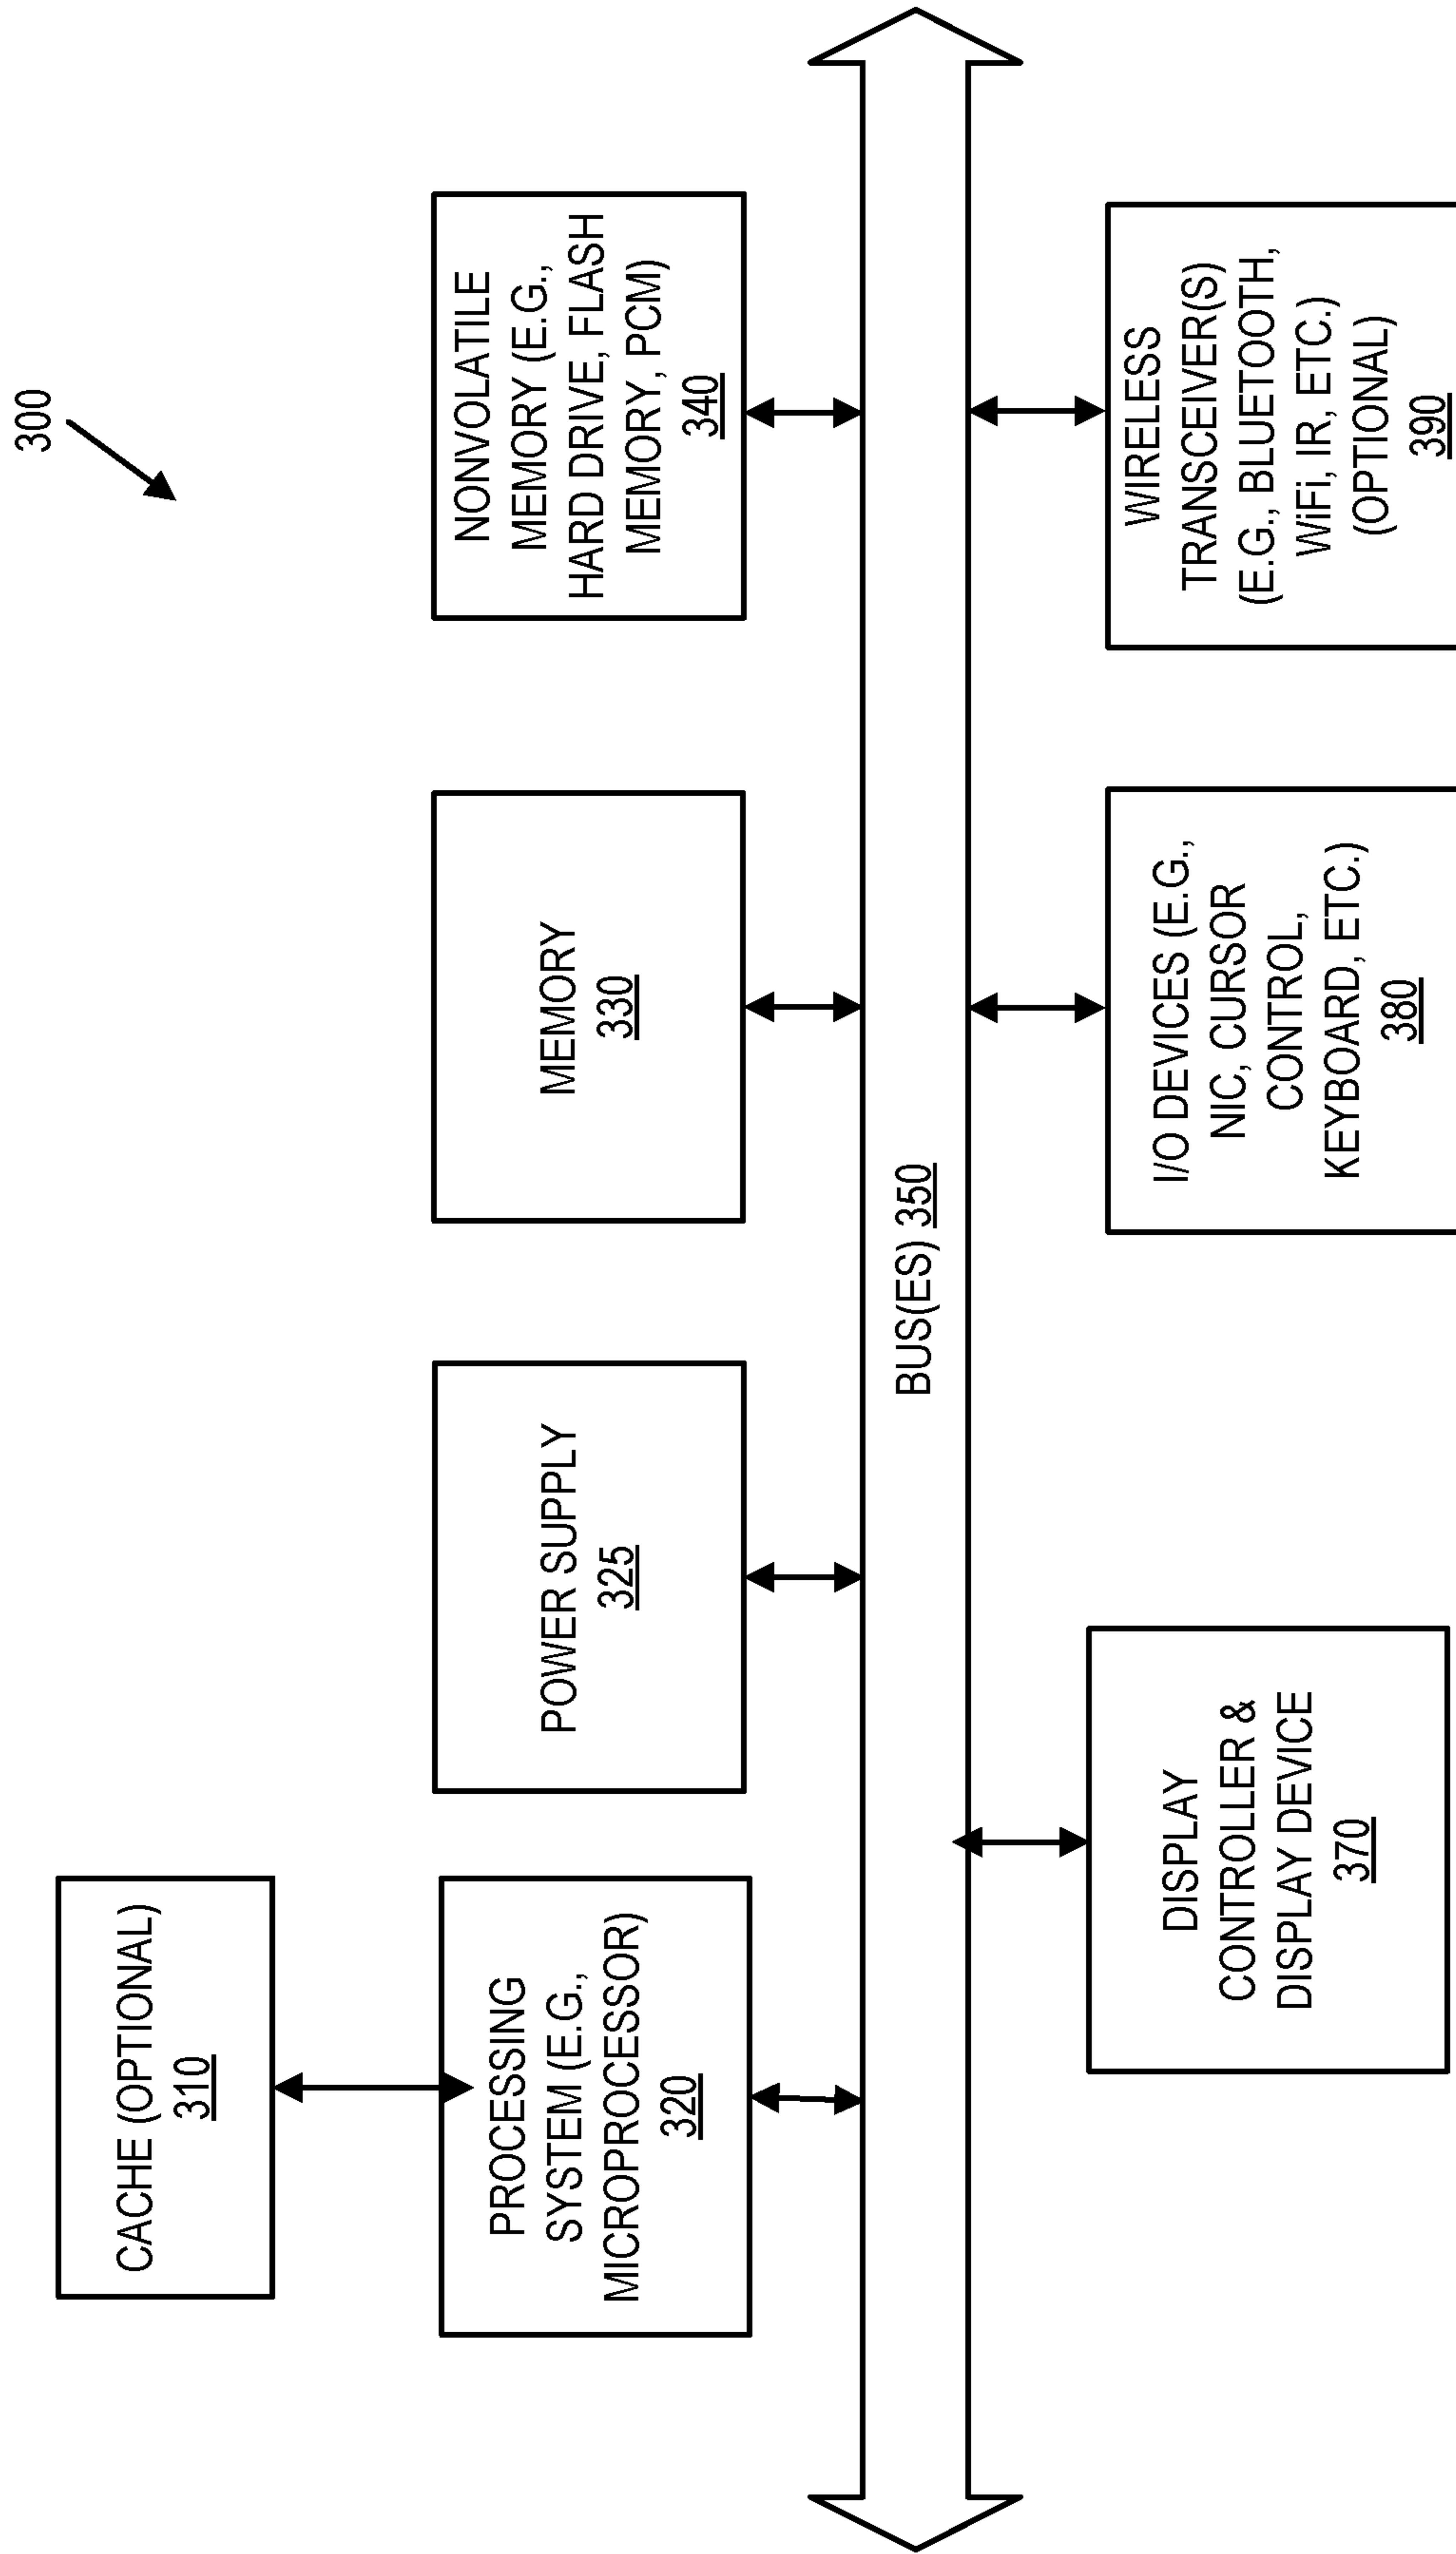 300
CACHE (OPTIONAL)
310
PROCESSING
SYSTEM (E.G.,
MICROPROCESSOR)
320
POWER SUPPLY
325
MEMORY
330
NONVOLATILE
MEMORY (E.G.,
HARD DRIVE, FLASH
MEMORY, PCM)
340
BUS(ES) 350
DISPLAY
CONTROLLER &
DISPLAY DEVICE
370
I/O DEVICES (E.G.,
NIC, CURSOR
CONTROL,
KEYBOARD, ETC.)
380
WIRELESS
TRANSCEIVER(S)
(E.G., BLUETOOTH,
WiFi, IR, ETC.)
(OPTIONAL)
390